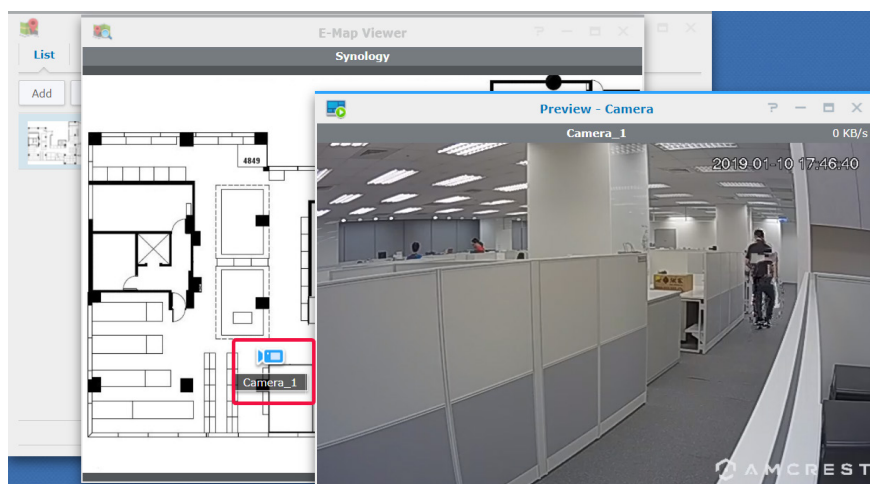 E-Map Viewer
List
Synology
Add
Preview - Camera
Camera_1
0 KB/s
4849
2019-01-10 17:46:40
Camera_1
AMCREST